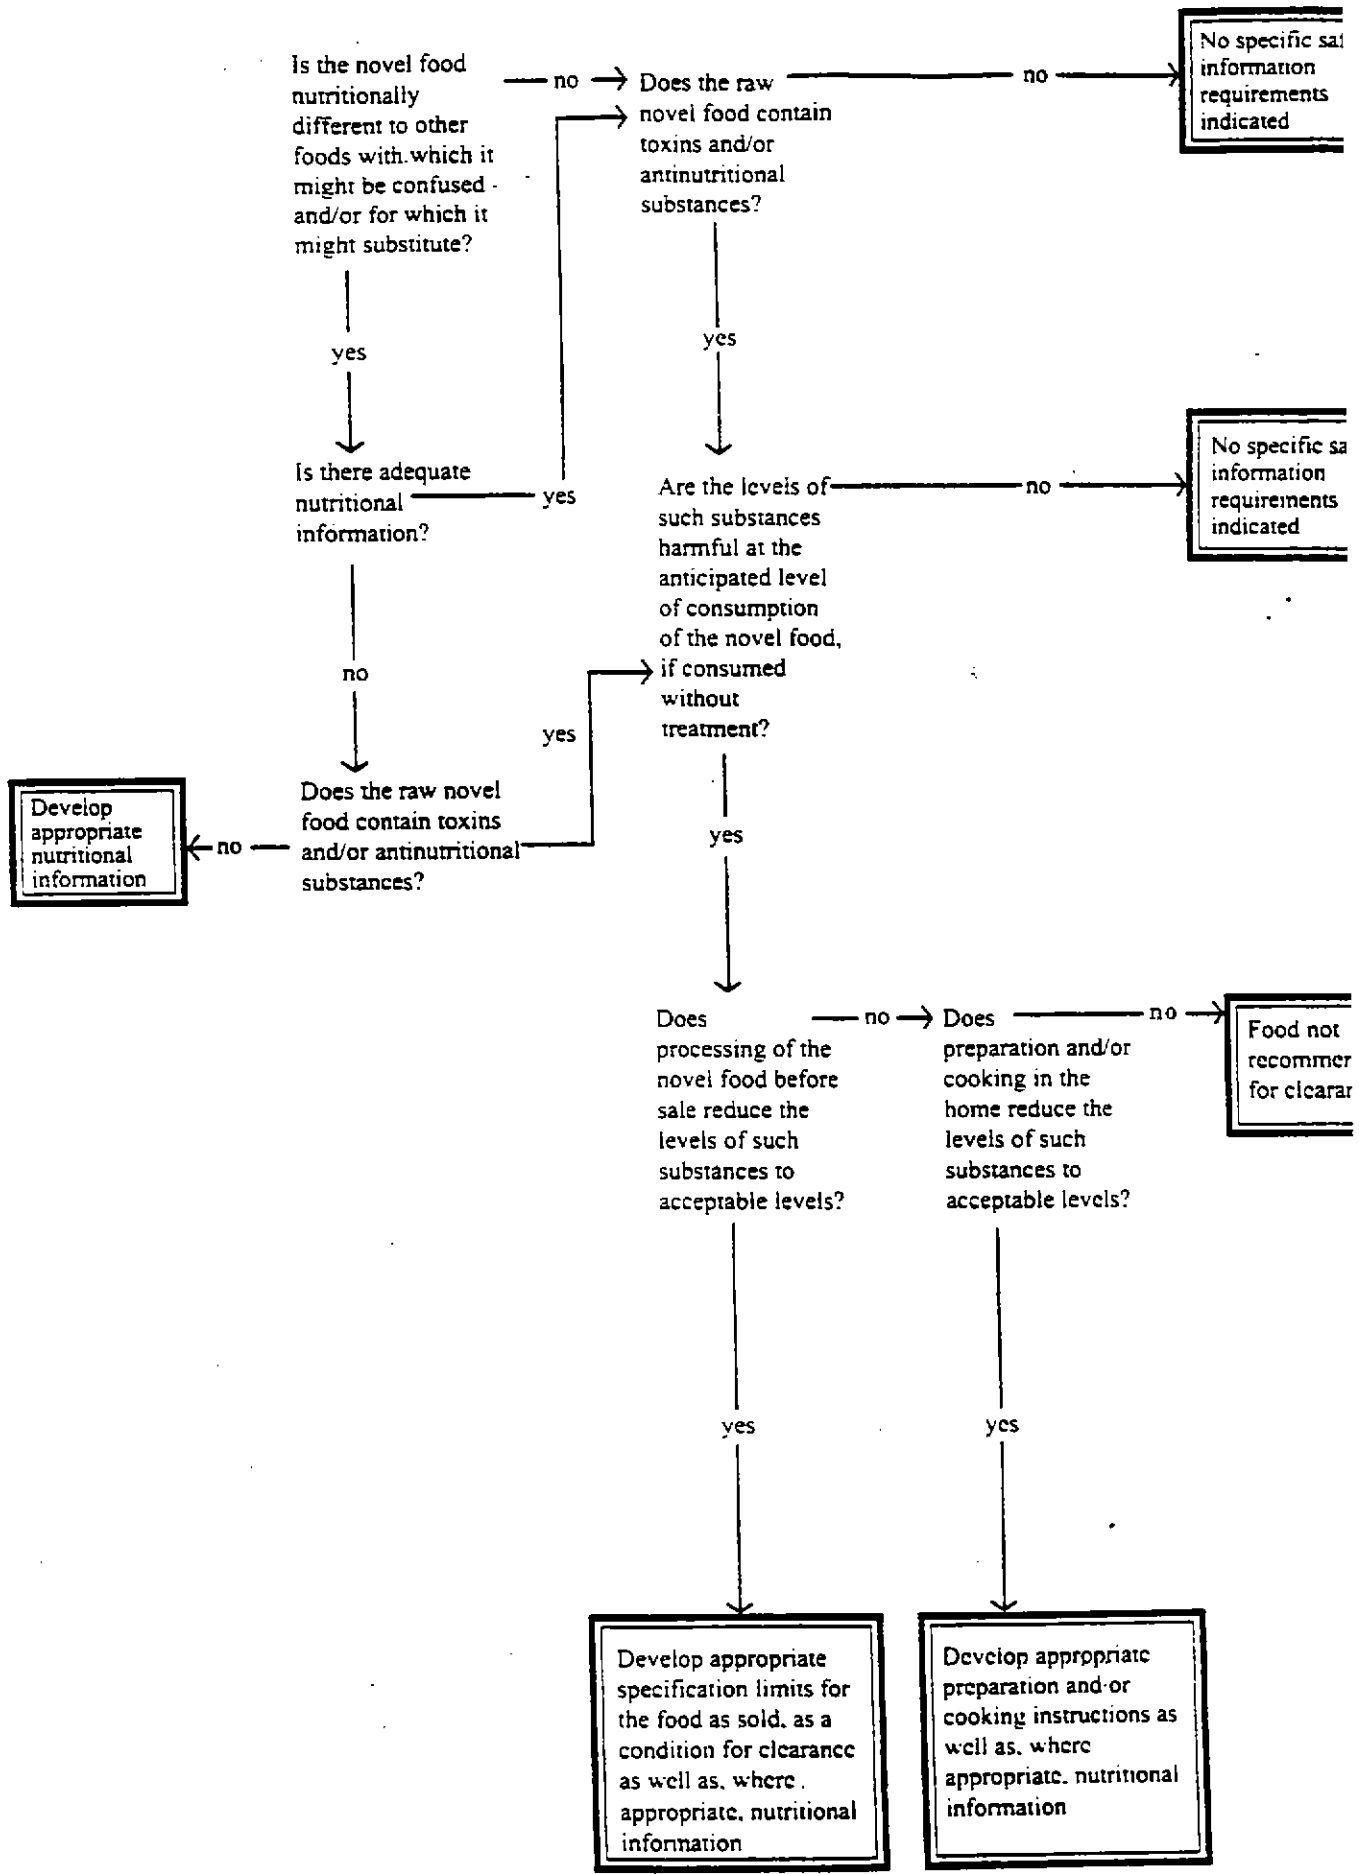 Is the novel food
nutritionally
different to other
foods with which it
might be confused
and/or for which it
might substitute?
no
Does the raw
novel food contain
toxins and/or
antinutritional
substances?
no
No specific
information
requirements
indicated
yes
yes
Is there adequate
nutritional
information?
yes
Are the levels of
such substances
harmful at the
anticipated level
of consumption
of the novel food,
if consumed
without
treatment?
no
No specific
information
requirements
indicated
no
yes
Does the raw novel
food contain toxins
and/or antinutritional
substances?
no
Develop
appropriate
nutritional
information
yes
Does
processing of the
novel food before
sale reduce the
levels of such
substances to
acceptable levels?
no
Does
preparation and/or
cooking in the
home reduce the
levels of such
substances to
acceptable levels?
no
Food not
for
yes
yes
Develop appropriate
specification limits for
the food as sold, as a
condition for clearance
as well as, where
appropriate, nutritional
information
Develop appropriate
preparation and/or
cooking instructions as
well as, where
appropriate, nutritional
information